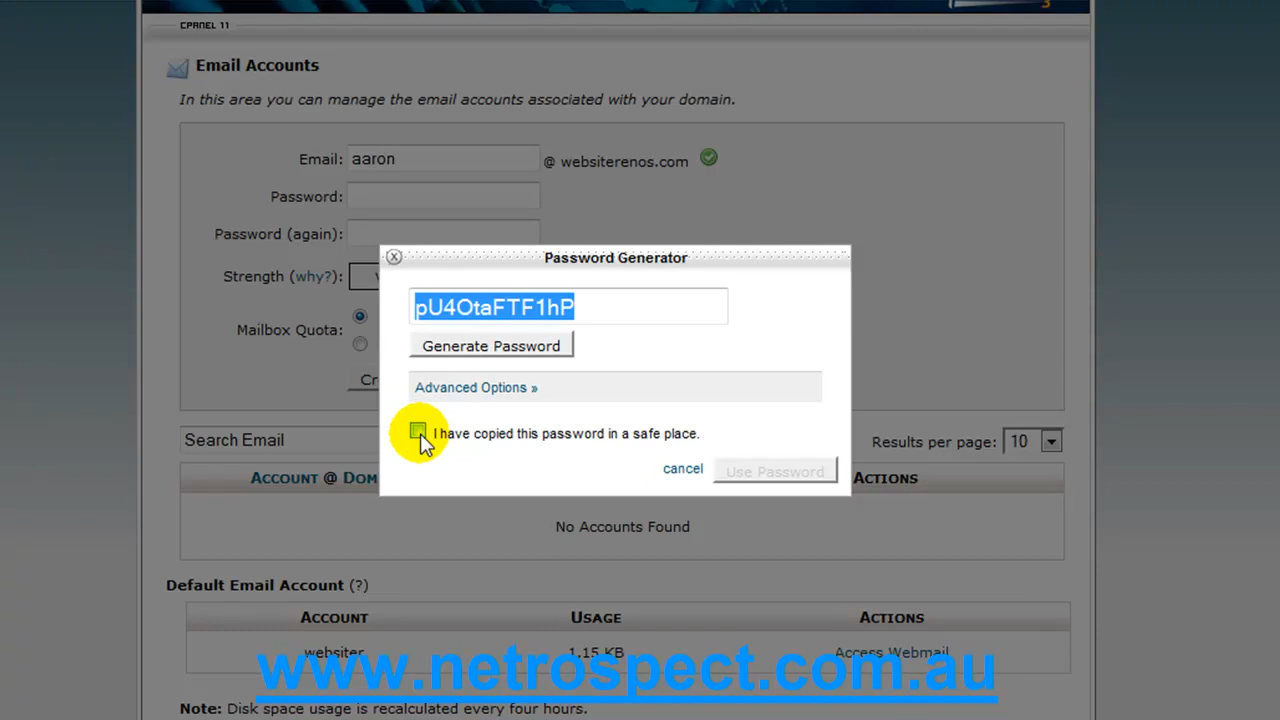 CPANEL 11
Email Accounts
In this area you can manage the email accounts associated with your domain.
Email: aaron @ websiterenos.com
Password:
Password (again):
Strength (why?):
Mailbox Quota:
Password Generator
pU4OtaFTF1hP
Generate Password
Advanced Options »
I have copied this password in a safe place.
cancel Use Password
Search Email Results per page: 10
ACCOUNT @ ACTIONS
No Accounts Found
Default Email Account (?)
ACCOUNT USAGE ACTIONS
websiter 1.15 KB Access Webmail
www.netrospect.com.au
Note: Disk space usage is recalculated every four hours.